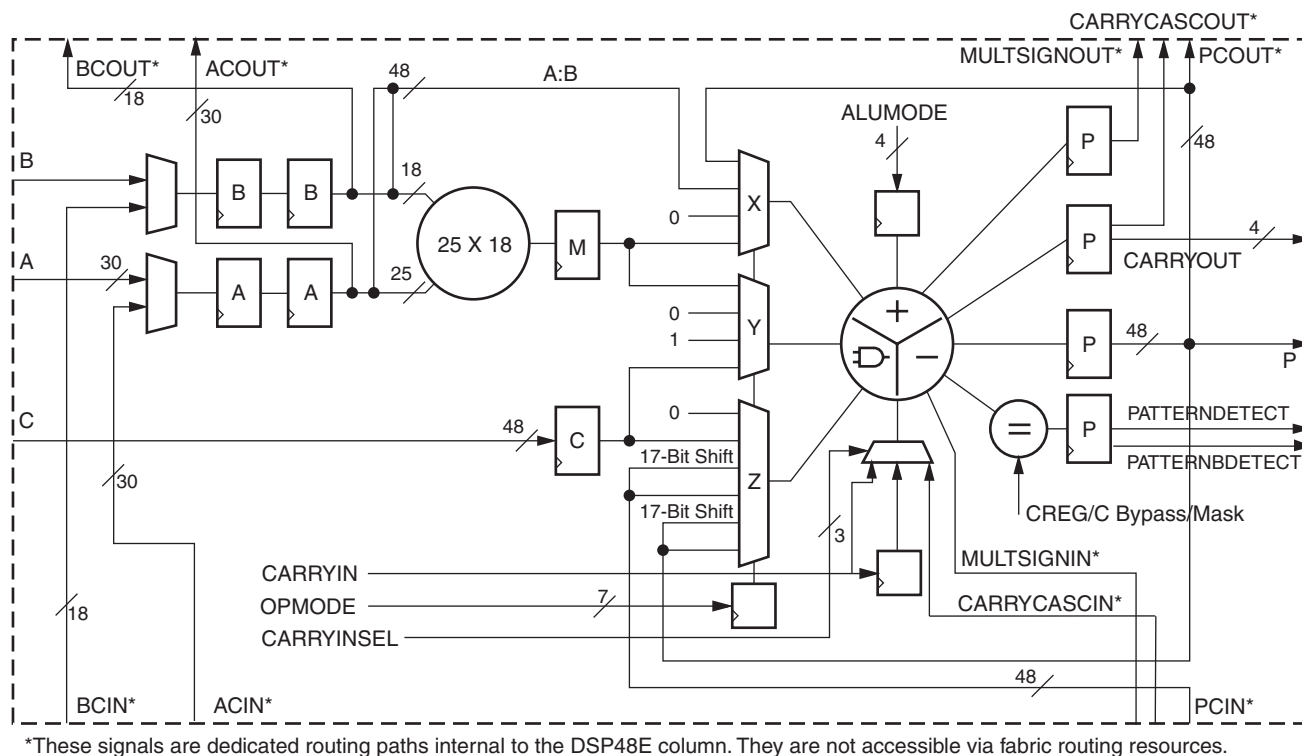 CARRYCASCOUT*
BCOUT* ACOUT* MULTSIGNOUT* PCOUT*
48 A:B
18 30
ALUMODE
4 P 48
B
18
B B X
0
25 X 18 M P 4
A 30 CARRYOUT
25
A A Y
0
1
+
−
P 48
P
C 48 C 0
= P PATTERNDETECT
PATTERNBDETECT
17-Bit Shift
Z
30
17-Bit Shift
3
CREG/C Bypass/Mask
CARRYIN MULTSIGNIN*
OPMODE 7 CARRYCASCIN*
18
CARRYINSEL
48
BCIN* ACIN* PCIN*
*These signals are dedicated routing paths internal to the DSP48E column. They are not accessible via fabric routing resources.